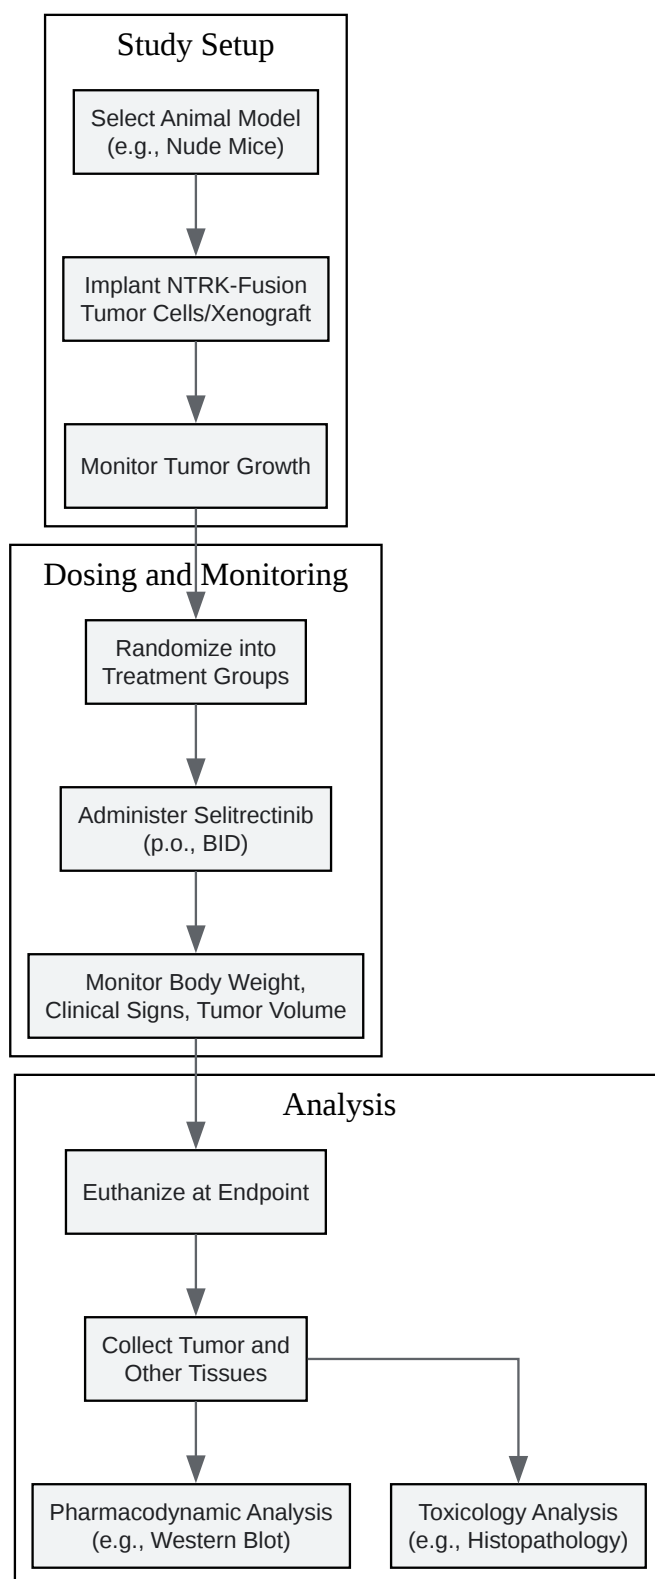 Study Setup
Select Animal Model
(e.g., Nude Mice)
Implant NTRK-Fusion
Tumor Cells/Xenograft
Monitor Tumor Growth
Dosing and Monitoring
Randomize into
Treatment Groups
Administer Selitrectinib
(p.o., BID)
Monitor Body Weight,
Clinical Signs, Tumor Volume
Analysis
Euthanize at Endpoint
Collect Tumor and
Other Tissues
Pharmacodynamic Analysis
(e.g., Western Blot)
Toxicology Analysis
(e.g., Histopathology)